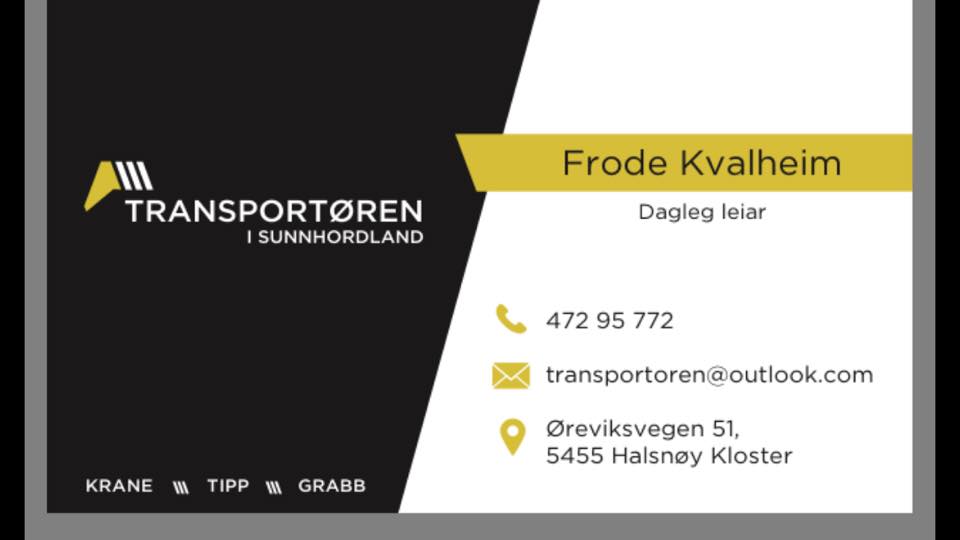 TRANSPORTØREN
I SUNNHORDLAND
KRANE TIPP GRABB
Frode Kvalheim
Dagleg leiar
472 95 772
transportoren@outlook.com
Øreviksvegen 51,
5455 Halsnøy Kloster